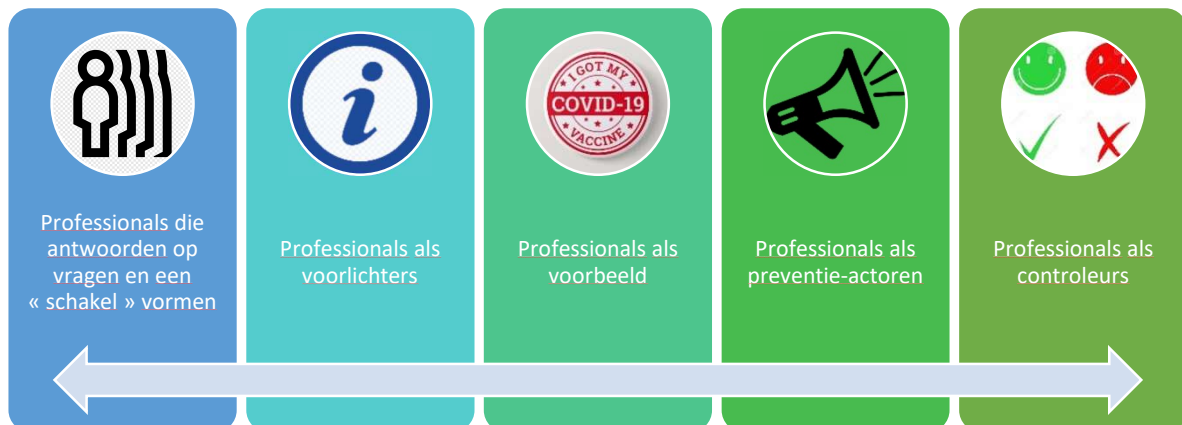 Professionals die
antwoorden op
vragen en een
« schakel » vormen
i
Professionals als
voorlichters
I GOT MY
COVID-19
VACCINE
Professionals als
voorbeeld
Professionals als
preventie-actoren
Professionals als
controleurs